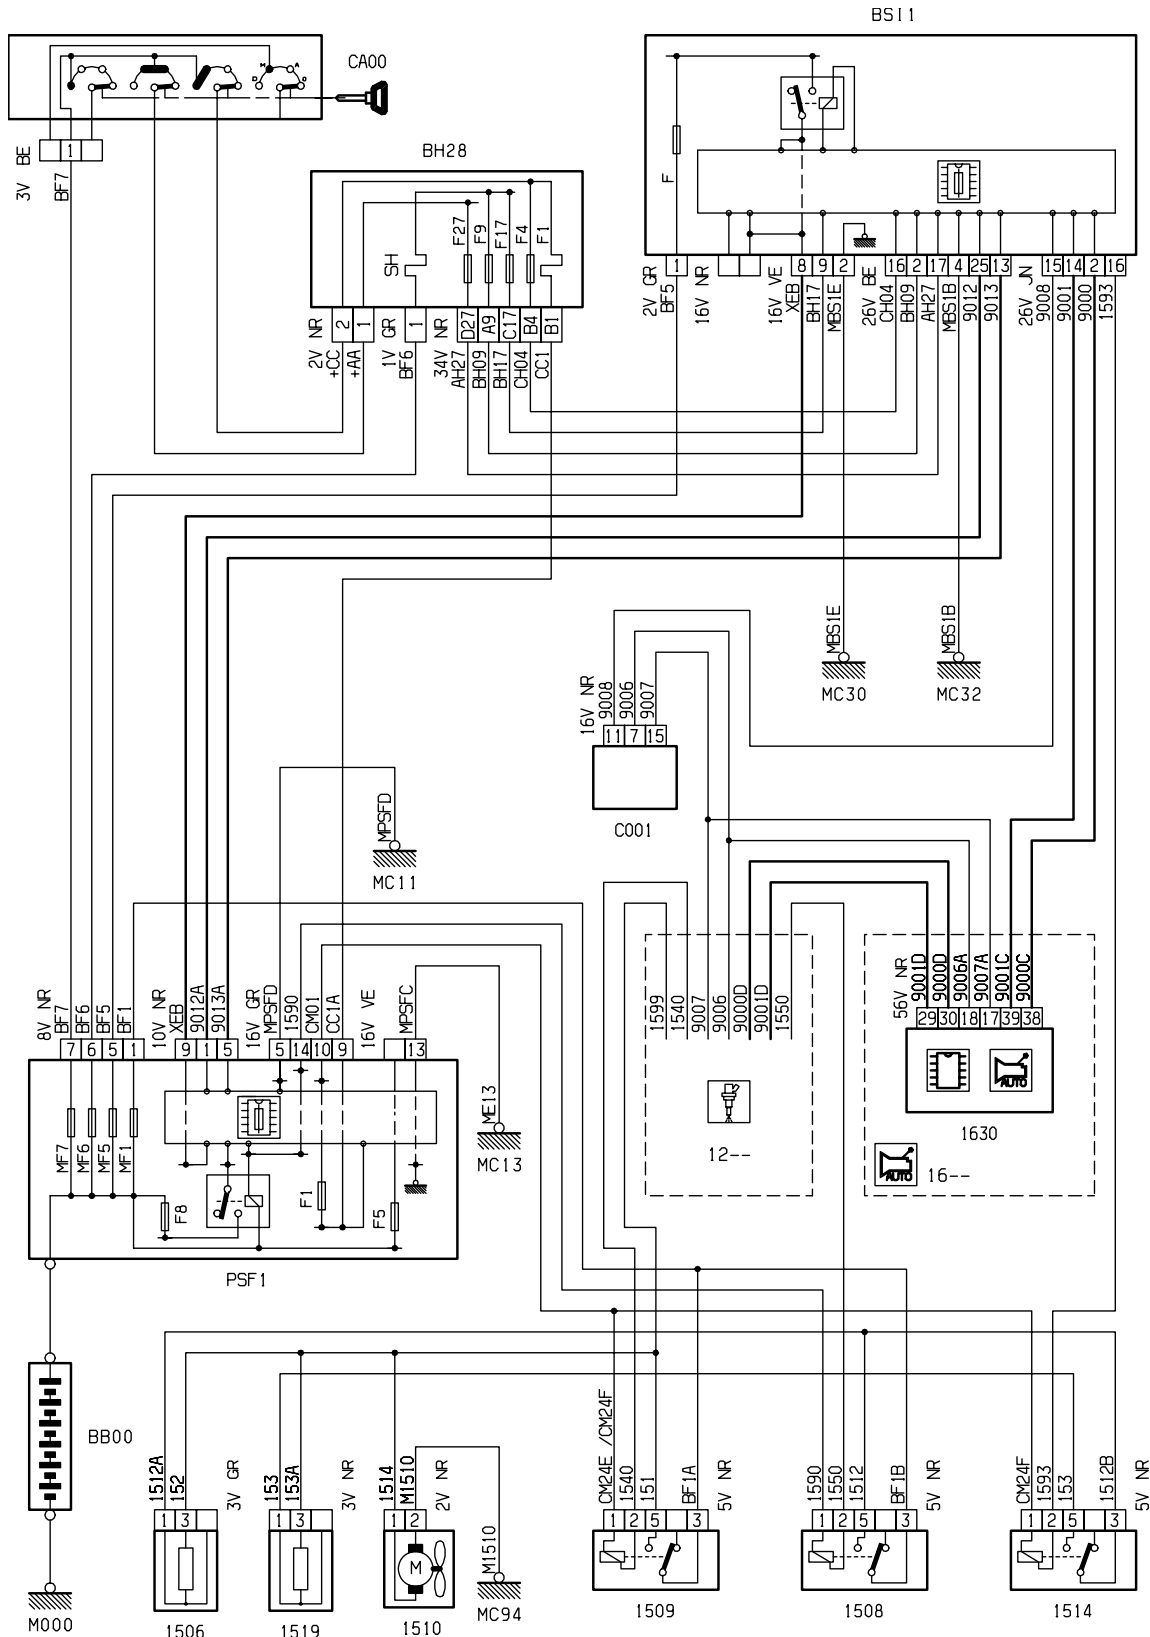 BSI1
CA00
3V BE
1
BF7
BH28
SH
F27
F9
F17
F4
F1
2V NR
2
1
+CC
+AA
1V GR
1
BF6
34V NR
D27
A9
C17
B4
B1
AH27
BH09
BH17
CH04
CC1
M
A
D
F
2V GR
1
BF5
16V NR
16V VE
8
9
2
XEB
BH17
MBS1E
26V BE
16
2
17
4
25
13
CH04
BH09
AH27
MBS1B
9012
9013
26V JN
15
14
2
16
9008
9001
9000
1593
MBS1E
MC30
MBS1B
MC32
16V NR
9008
9006
9007
11
7
15
C001
MPSFD
MC11
8V NR
BF7
BF6
BF5
BF1
7
6
5
1
10V NR
XEB
9012A
9013A
9
1
5
16V GR
MPSFD
1590
CM01
CC1A
5
14
10
9
16V VE
MPSFC
13
ME13
MC13
MF7
MF6
MF5
MF1
F8
F1
F5
PSF1
1599
1540
9007
9006
9000D
9001D
1550
12--
56V NR
9001D
9000D
9006A
9007A
9001C
9000C
29
30
18
17
39
38
AUTO
1630
AUTO
16--
BB00
M000
1512A
152
3V GR
1
3
1506
153
153A
3V NR
1
3
1519
1514
M1510
2V NR
1
2
M
1510
M1510
MC94
CM24E /CM24F
1540
151
BF1A
5V NR
1
2
5
3
1509
1590
1550
1512
BF1B
5V NR
1
2
5
3
1508
CM24F
1593
153
1512B
5V NR
1
2
5
3
1514